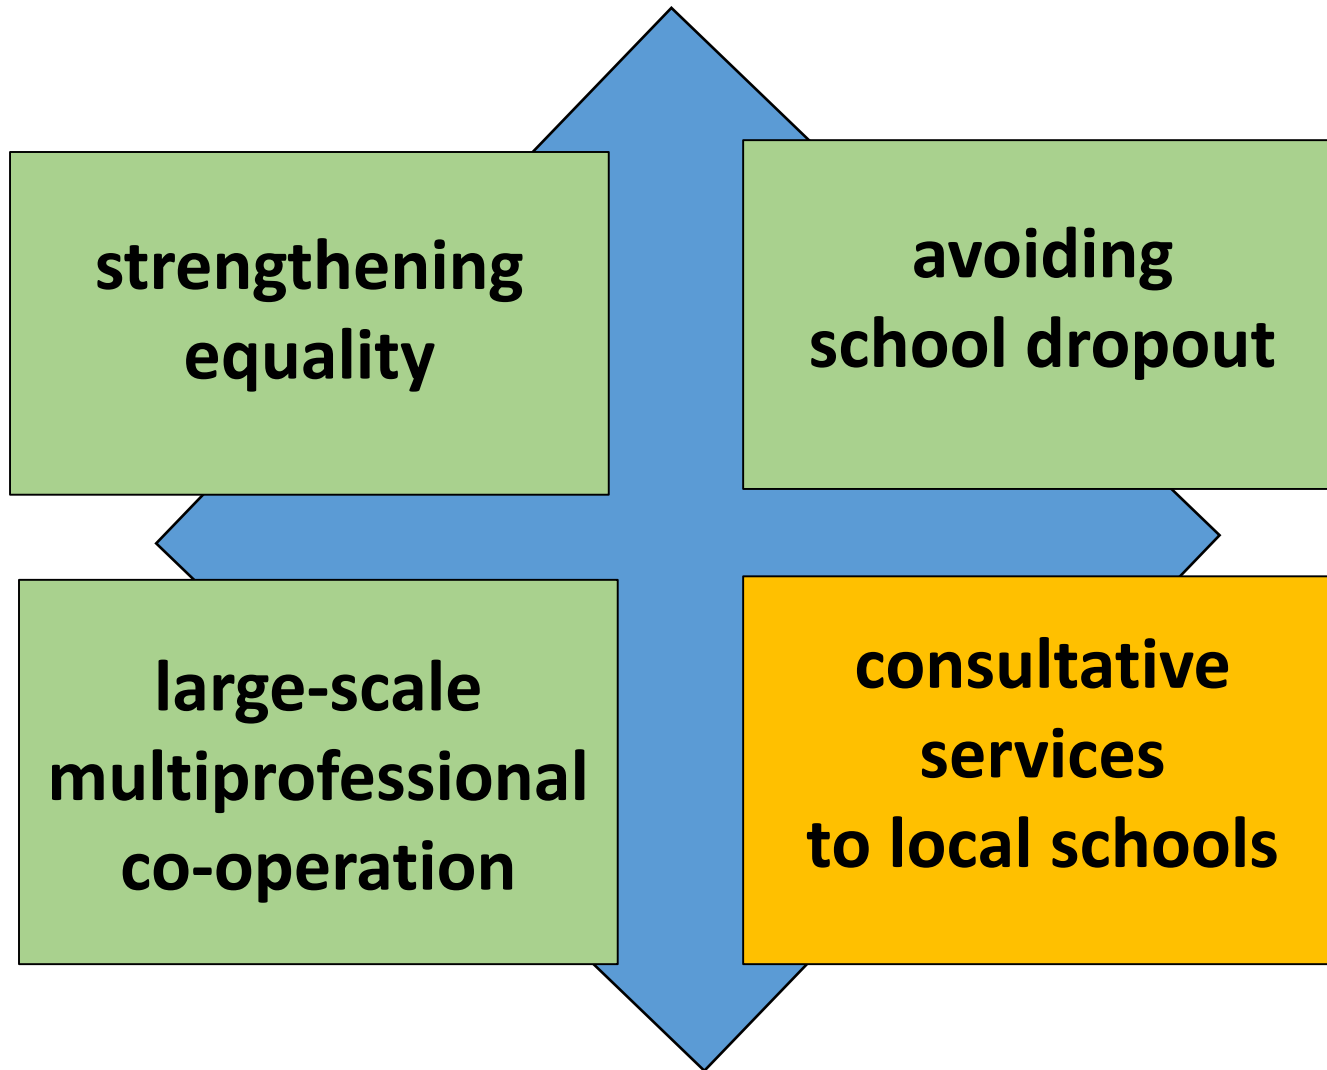 strengthening
equality
avoiding
school dropout
large-scale
multiprofessional
co-operation
consultative
services
to local schools